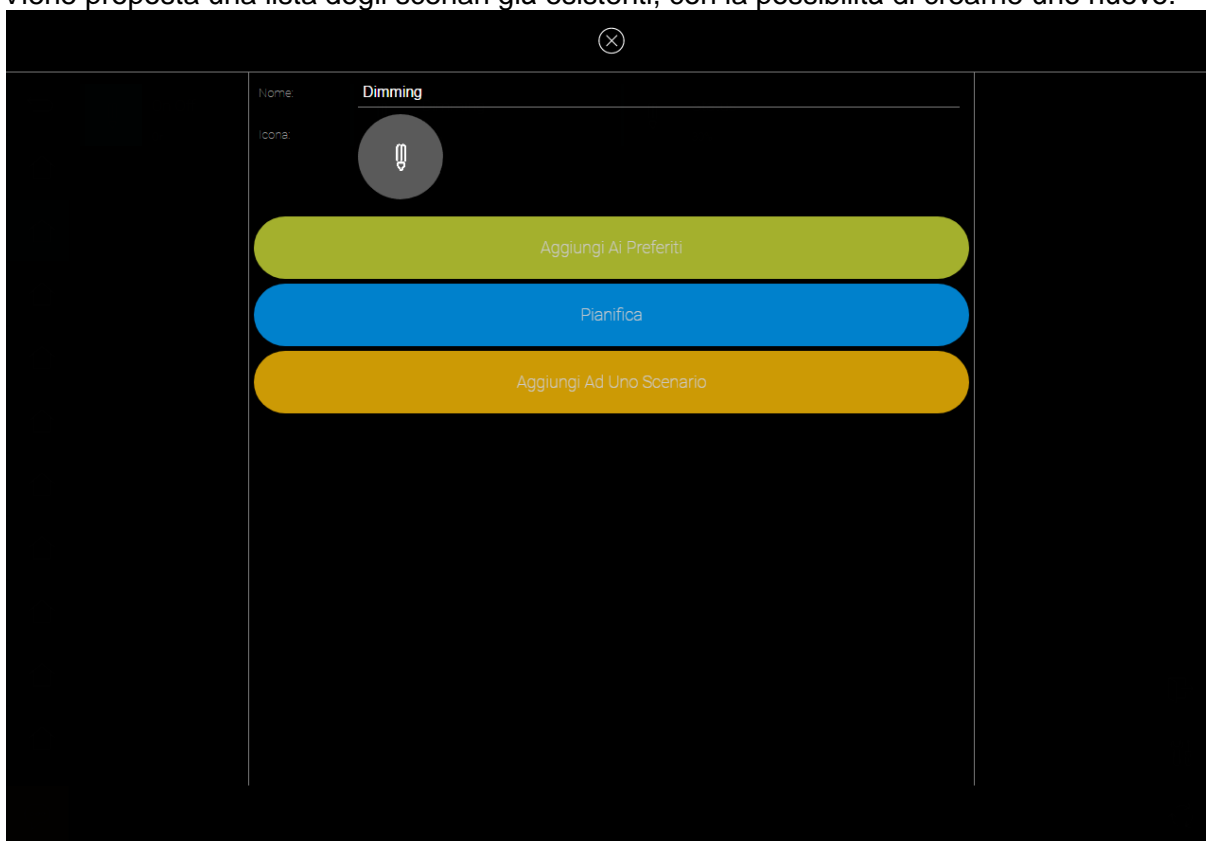 viene proposta una lista degli scenari già esistenti, con la possibilità di crearne uno nuovo.
Nome:
Dimming
Icona:
Aggiungi Ai Preferiti
Pianifica
Aggiungi Ad Uno Scenario